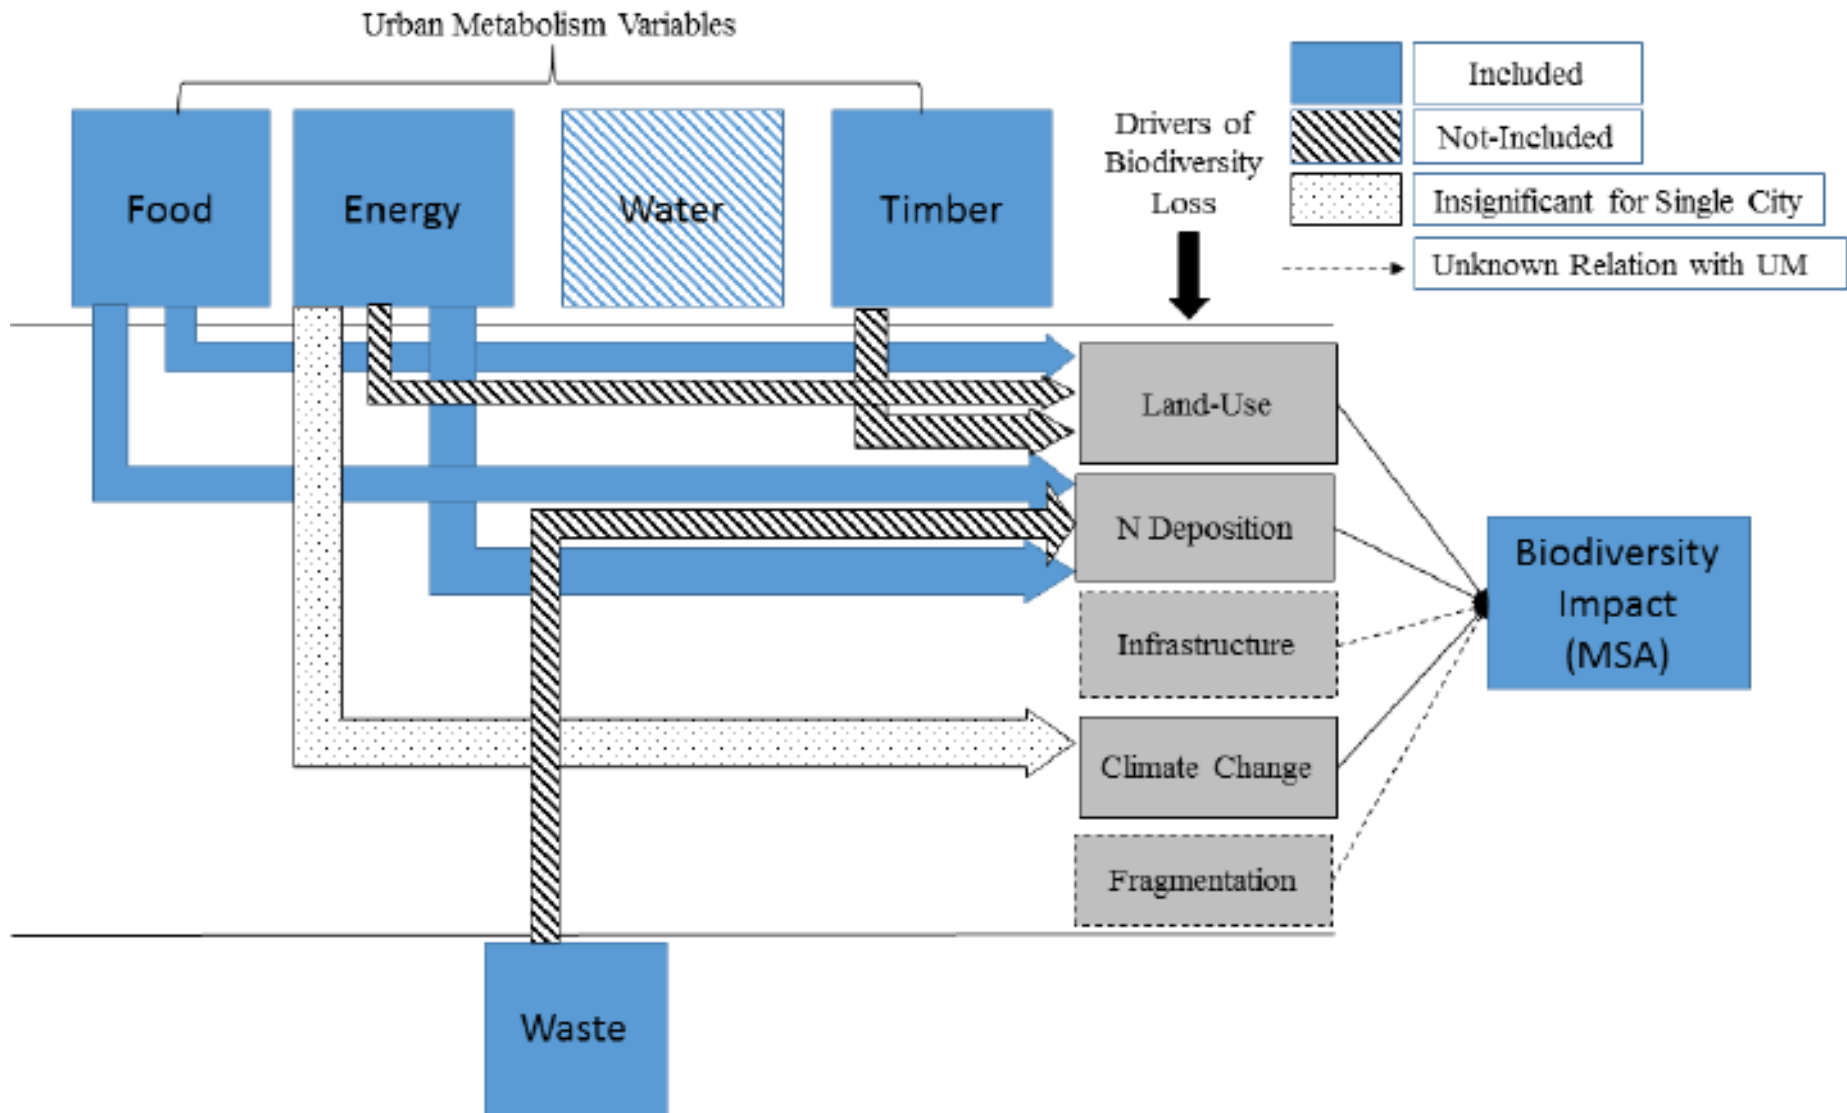 Urban Metabolism Variables
Food
Energy
Water
Timber
Drivers of
Biodiversity
Loss
Included
Not-Included
Insignificant for Single City
Unknown Relation with UM
Land-Use
N Deposition
Infrastructure
Climate Change
Fragmentation
Biodiversity
Impact
(MSA)
Waste